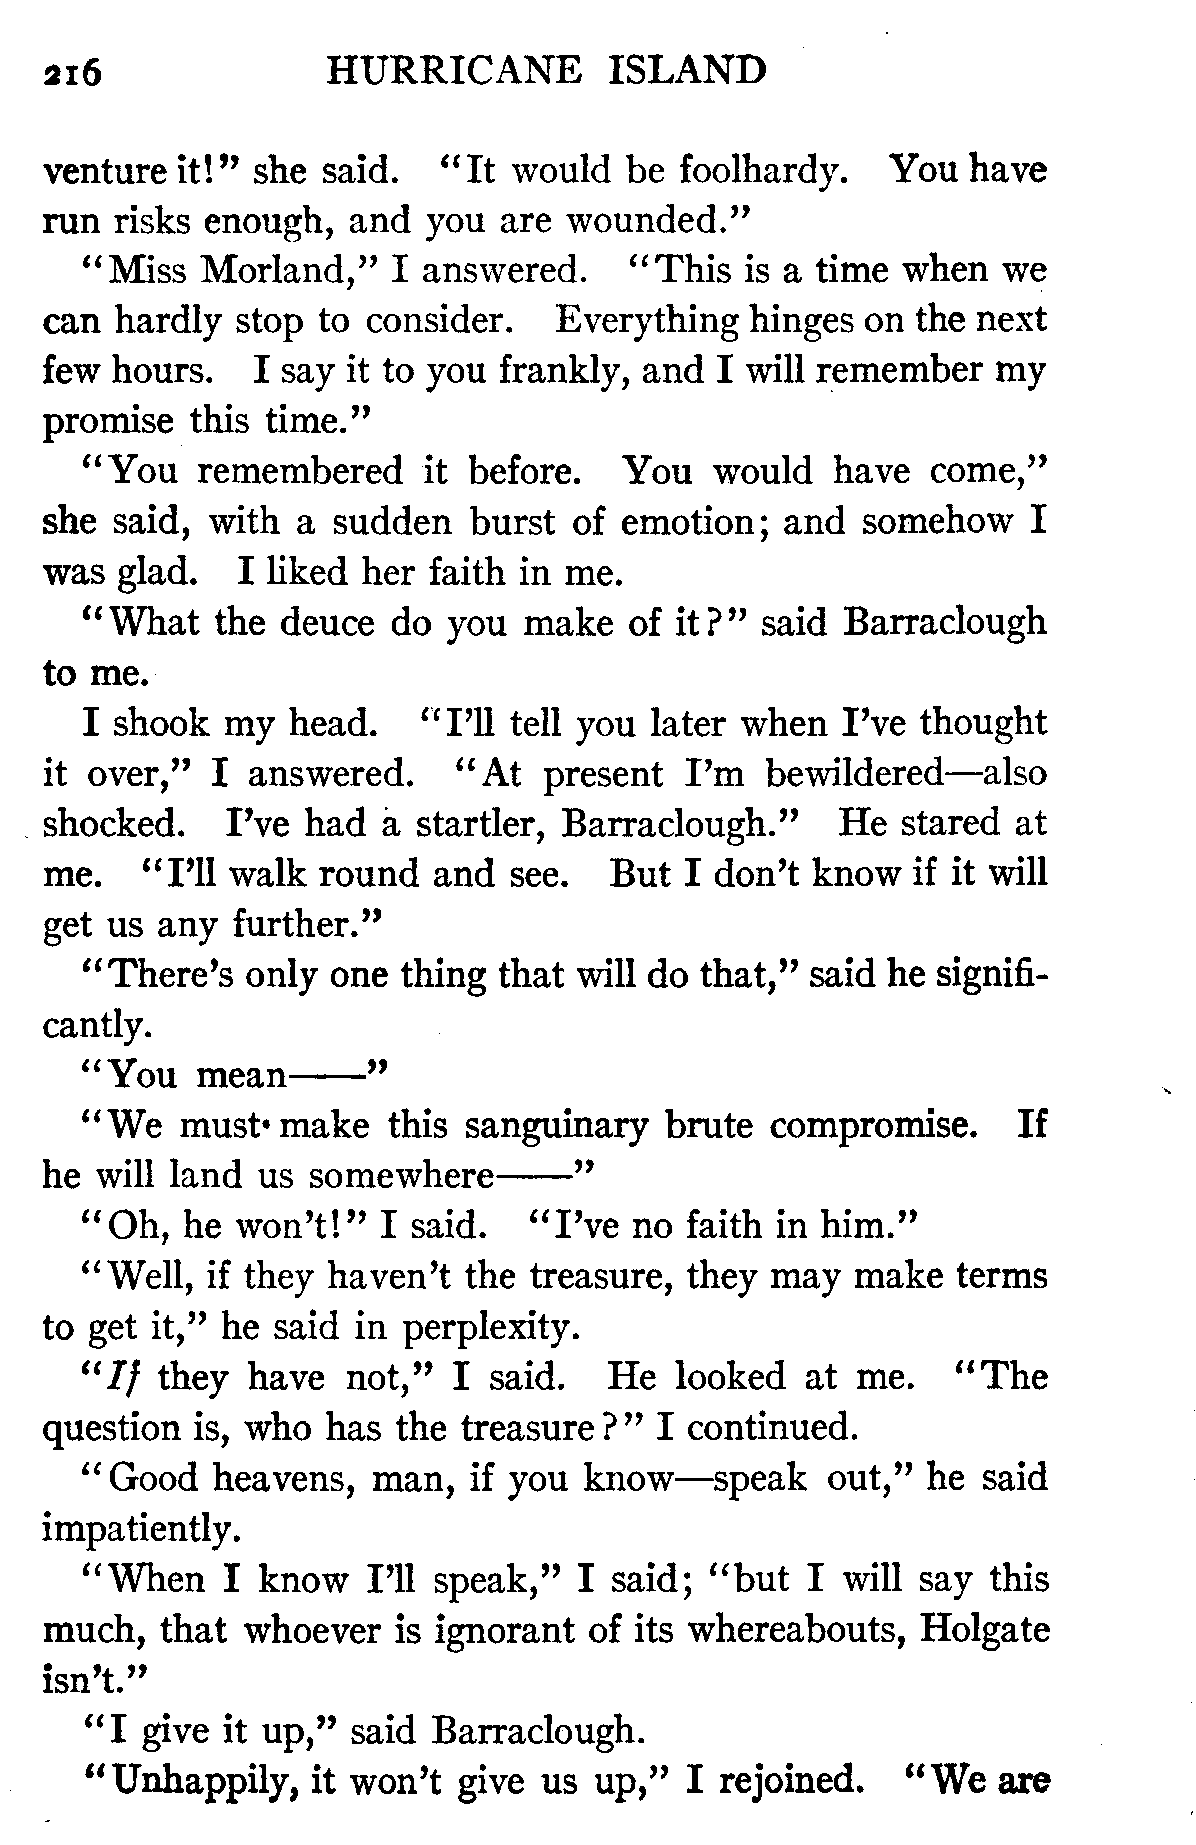 216 HURRICANE ISLAND
venture it!" she said. "It would be foolhardy. You have
run risks enough, and you are wounded."
"Miss Morland," I answered. "This is a time when we
can hardly stop to consider. Everything hinges on the next
few hours. I say it to you frankly, and I will remember my
promise this time."
"You remembered it before. You would have come,"
she said, with a sudden burst of emotion; and somehow I
was glad. I liked her faith in me.
"What the deuce do you make of it?" said Barraclough
to me.
I shook my head. "I'll tell you later when I've thought
it over," I answered. "At present I'm bewildered—also
shocked. I've had a startler, Barraclough." He stared at
me. "I'll walk round and see. But I don't know if it will
get us any further."
"There's only one thing that will do that," said he signifi-
cantly.
"You mean——"
"We must make this sanguinary brute compromise. If
he will land us somewhere——"
"Oh, he won't!" I said. "I've no faith in him."
"Well, if they haven't the treasure, they may make terms
to get it," he said in perplexity.
"If they have not," I said. He looked at me. "The
question is, who has the treasure?" I continued.
"Good heavens, man, if you know—speak out," he said
impatiently.
"When I know I'll speak," I said; "but I will say this
much, that whoever is ignorant of its whereabouts, Holgate
isn't."
"I give it up," said Barraclough.
"Unhappily, it won't give us up," I rejoined. "We are